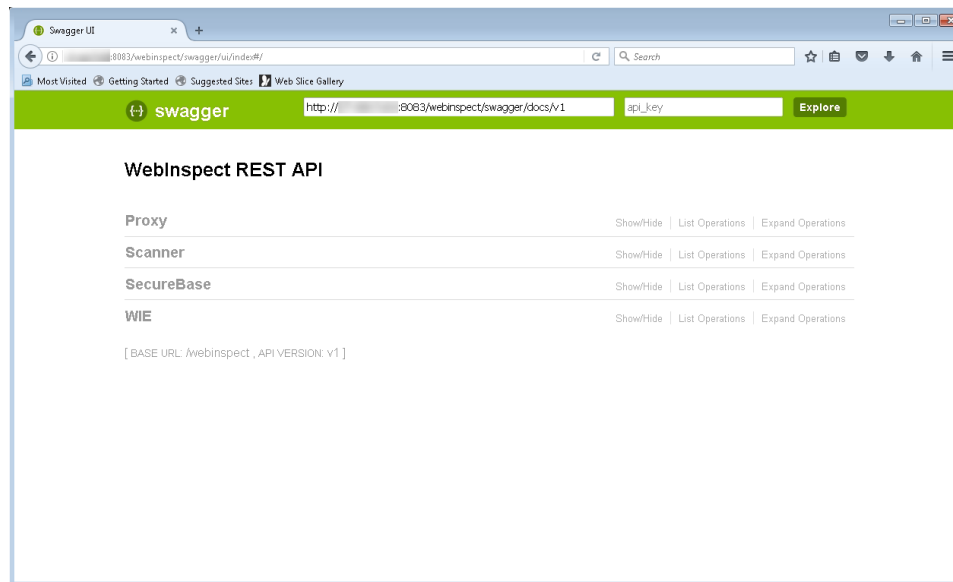 Swagger UI
:8083/webinspect/swagger/ui/index#/
Search
Most Visited Getting Started Suggested Sites Web Slice Gallery
{··} swagger http:// :8083/webinspect/swagger/docs/v1 api_key Explore
WebInspect REST API
Proxy Show/Hide List Operations Expand Operations
Scanner Show/Hide List Operations Expand Operations
SecureBase Show/Hide List Operations Expand Operations
WIE Show/Hide List Operations Expand Operations
[ BASE URL: /webinspect , API VERSION: v1 ]